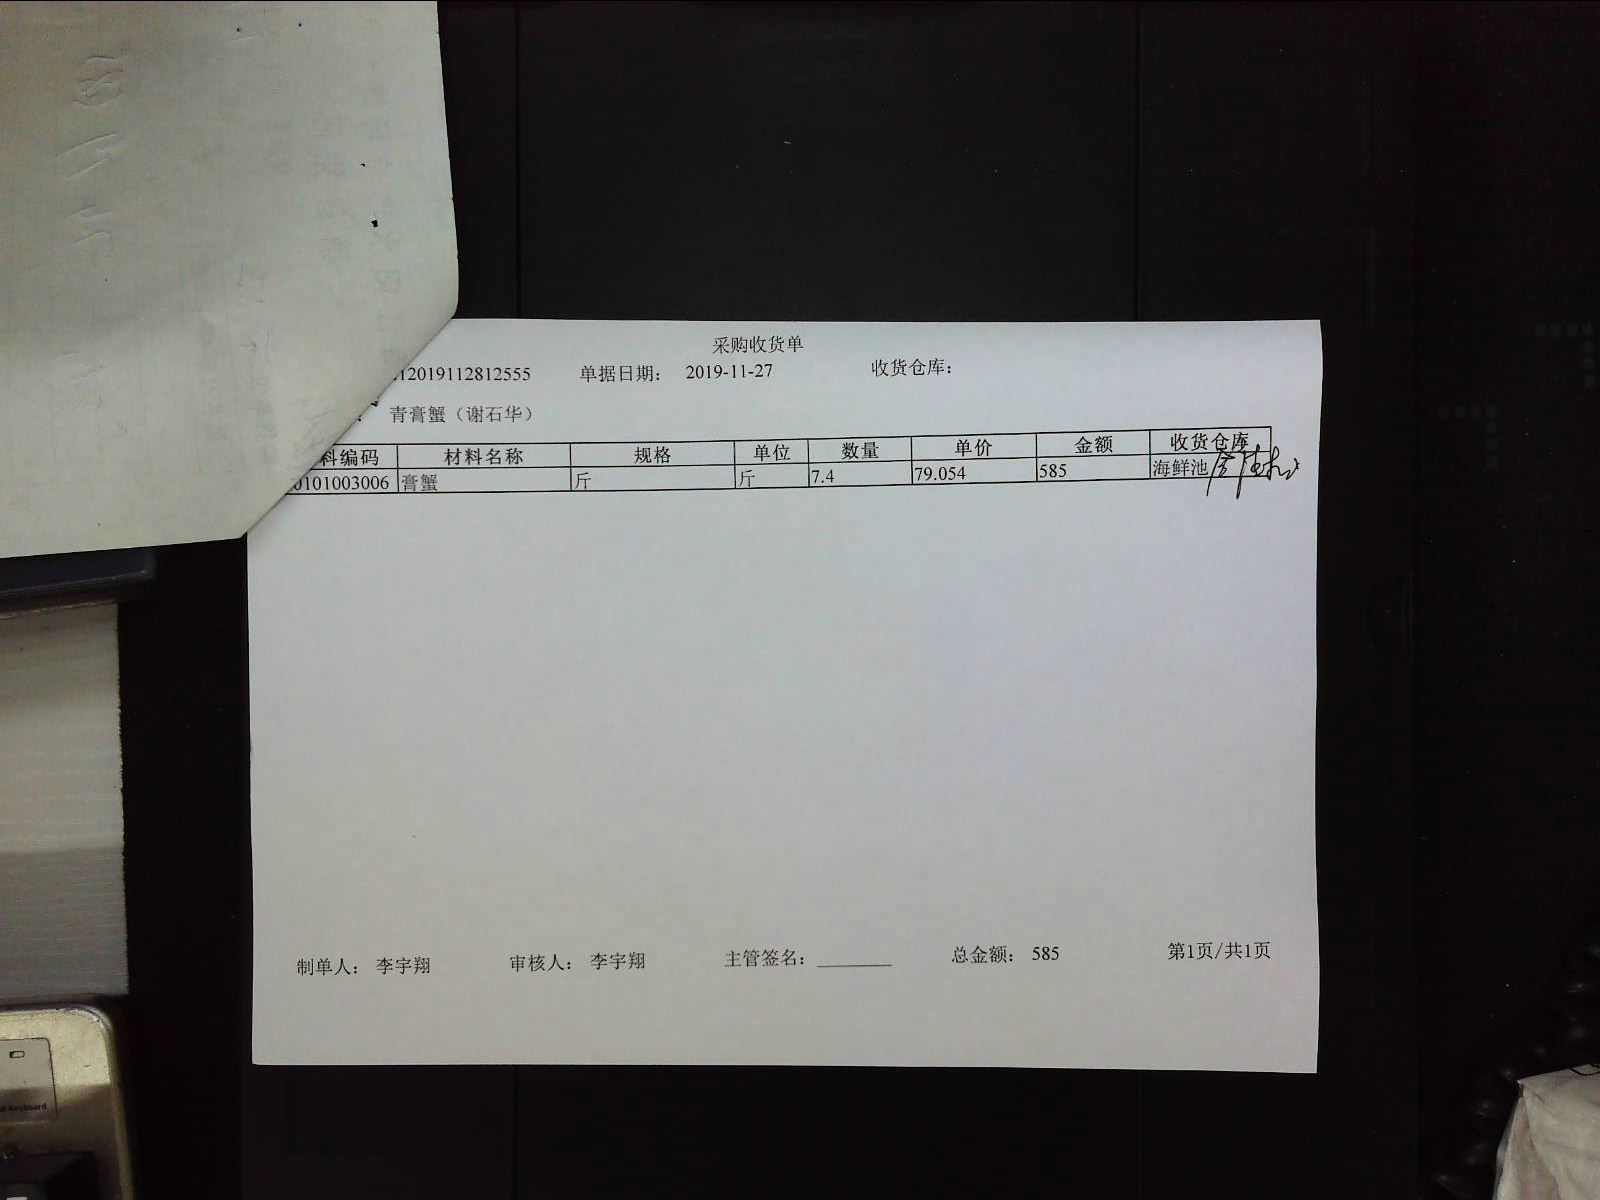 采购收货单
12019112812555 单据日期： 2019-11-27 收货仓库：
： 青膏蟹（谢石华）
料编码 材料名称 规格 单位 数量 单价 金额 收货仓库
0101003006 膏蟹 斤 斤 7.4 79.054 585 海鲜池
制单人： 李宇翔 审核人： 李宇翔 主管签名： ________ 总金额： 585 第1页/共1页
Keyboard